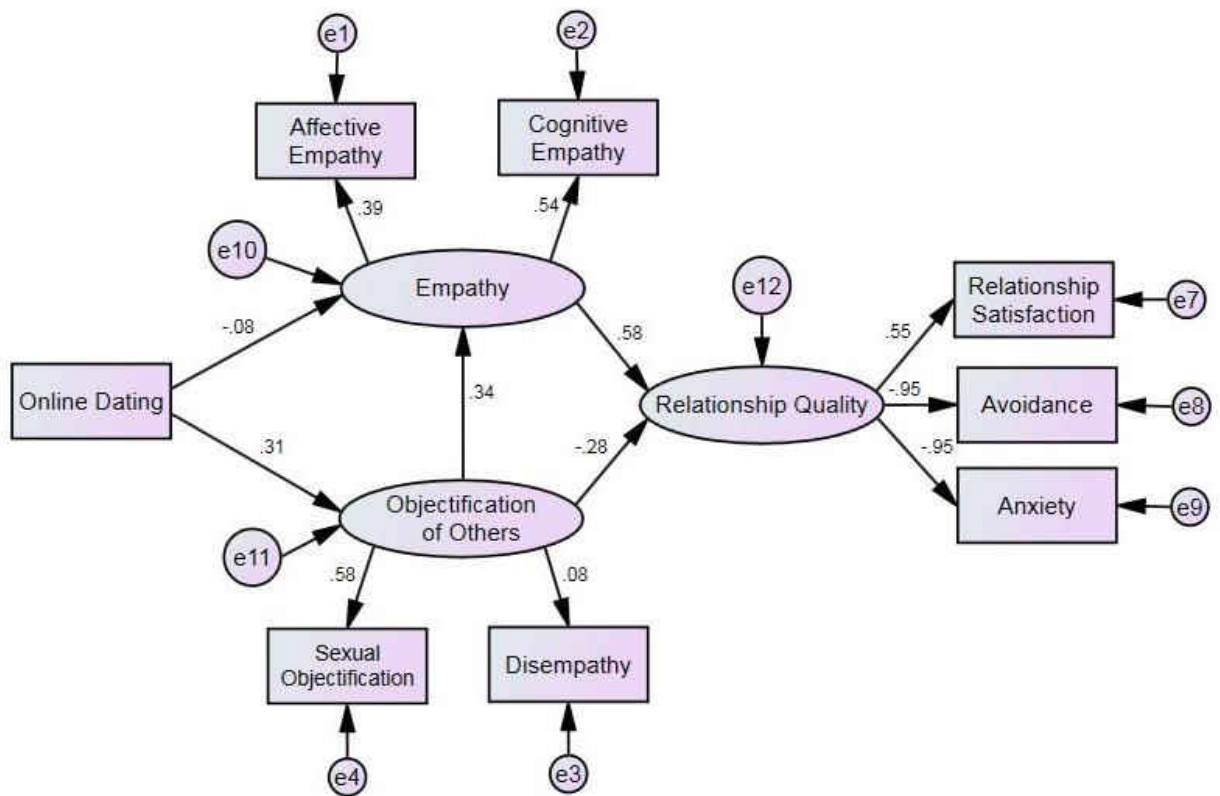 e1
e2
Affective
Empathy
Cognitive
Empathy
.39
.54
e10
Empathy
e12
Relationship
Satisfaction
e7
-.08
.58
.55
Online Dating
.34
Relationship Quality
-.95
Avoidance
e8
.31
-.28
-.95
Objectification
of Others
Anxiety
e9
e11
.58
.08
Sexual
Objectification
Disempathy
e4
e3